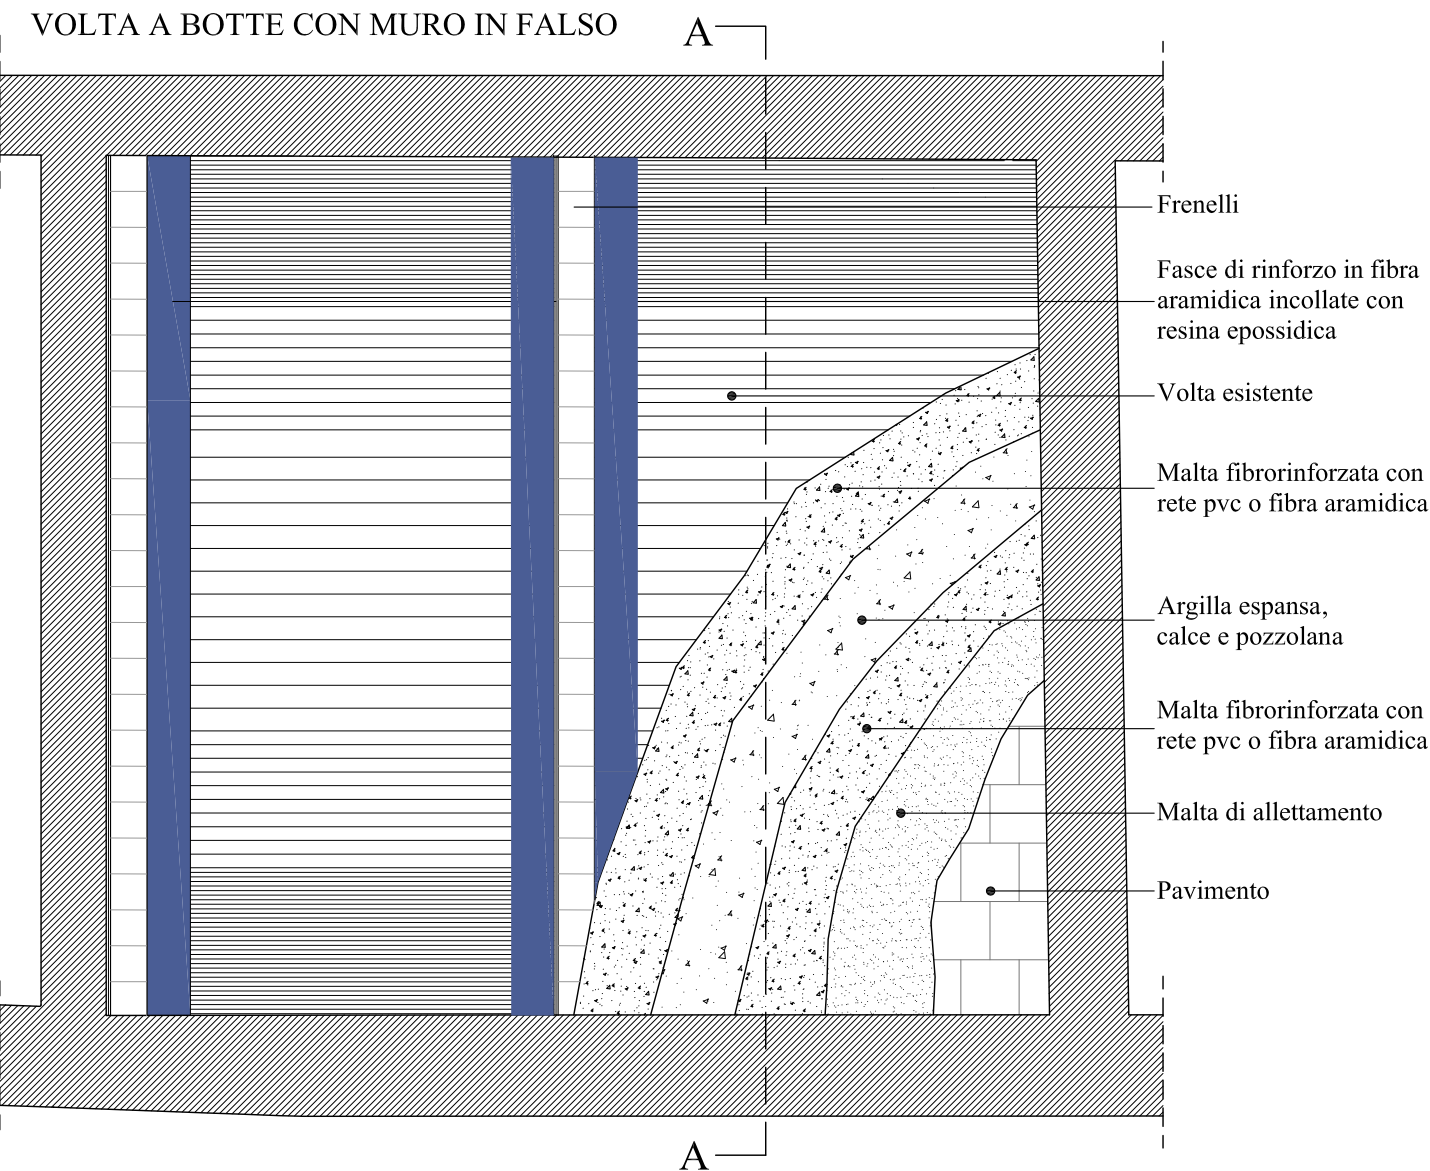 VOLTA A BOTTE CON MURO IN FALSO
A
Frenelli
Fasce di rinforzo in fibra
aramidica incollate con
resina epossidica
Volta esistente
Malta fibrorinforzata con
rete pvc o fibra aramidica
Argilla espansa,
calce e pozzolana
Malta fibrorinforzata con
rete pvc o fibra aramidica
Malta di allettamento
Pavimento
A